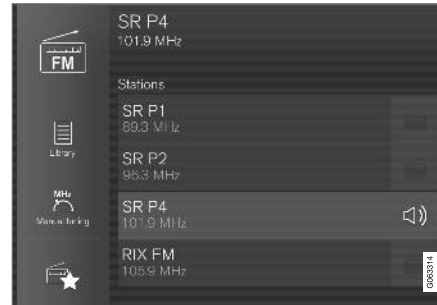 SR P4
101.9 MHz
FM
Stations
SR P1
89.3 MHz
Library
SR P2
96.3 MHz
MHz
Manual tuning
SR P4
101.9 MHz
RIX FM
105.9 MHz
G063314